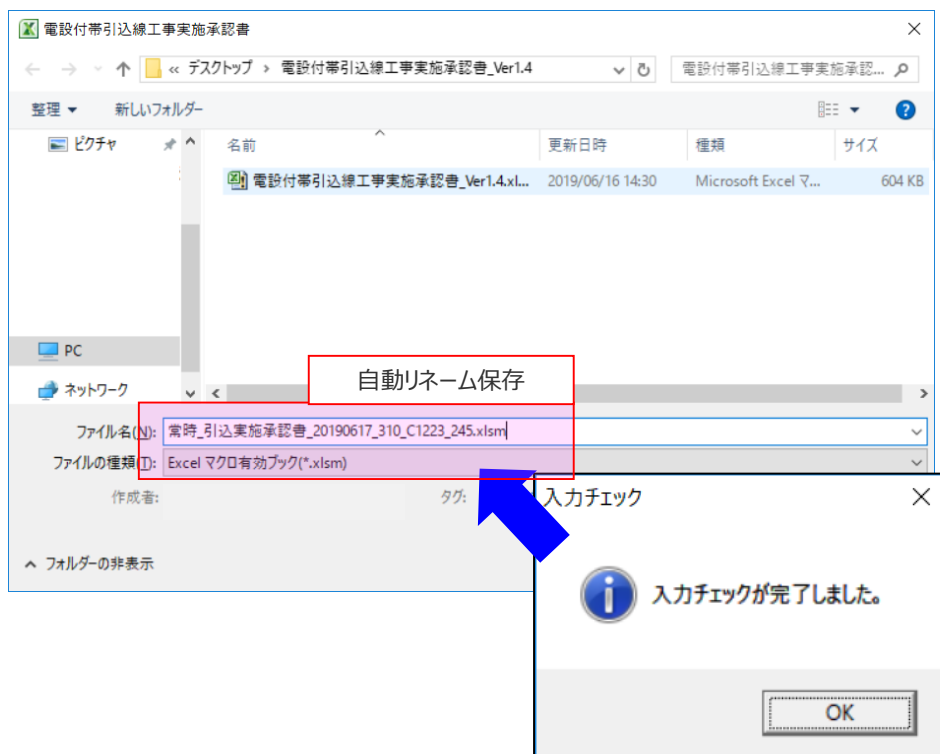 電設付帯引込線工事実施承認書
« デスクトップ › 電設付帯引込線工事実施承認書_Ver1.4
電設付帯引込線工事実施承認...
整理 新しいフォルダー
ピクチャ
名前 更新日時 種類 サイズ
電設付帯引込線工事実施承認書_Ver1.4.xl... 2019/06/16 14:30 Microsoft Excel マ... 604 KB
PC
ネットワーク
自動リネーム保存
ファイル名(N): 常時_引込実施承認書_20190617_310_C1223_245.xlsm
ファイルの種類(T): Excel マクロ有効ブック(*.xlsm)
作成者: タグ:
フォルダーの非表示
入力チェック
入力チェックが完了しました。
OK